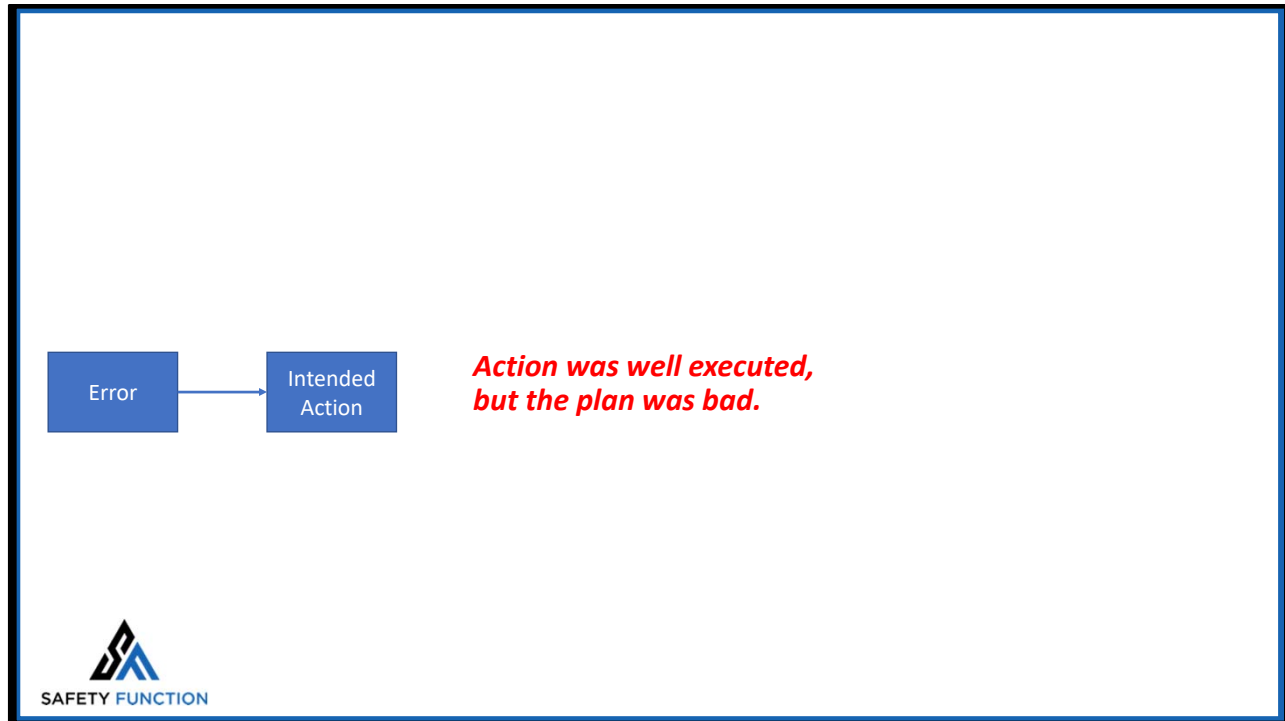 Error
Intended
Action
Action was well executed,
but the plan was bad.
SAFETY FUNCTION